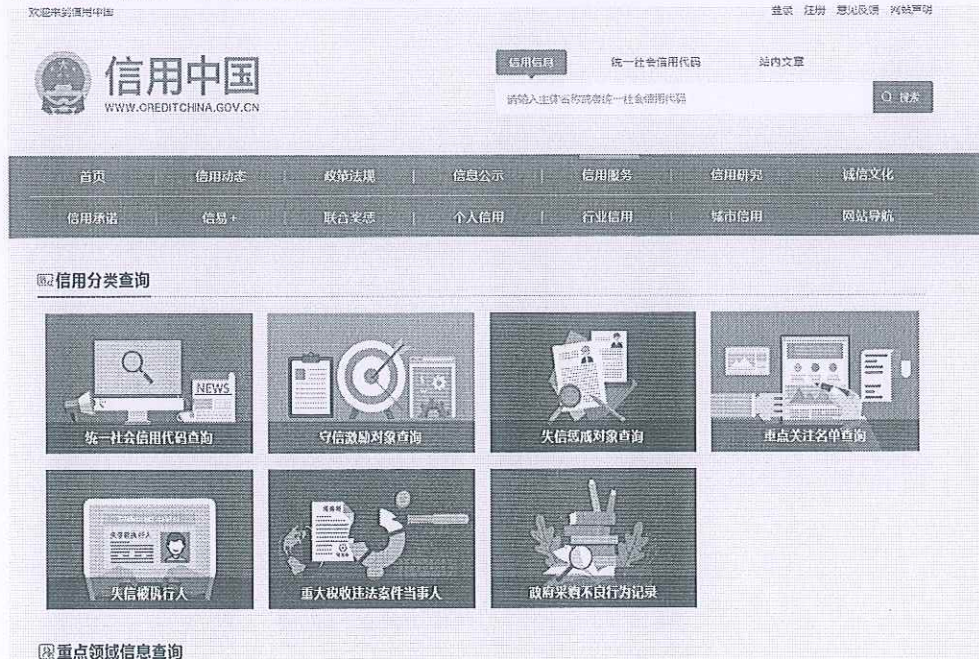 欢迎来到信用中国
登录 注册 意见反馈 网站声明
信用信息 统一社会信用代码 站内文章
信用中国
WWW.CREDITCHINA.GOV.CN
请输入主体名称或者统一社会信用代码 搜索
首页 信用动态 政策法规 信息公示 信用服务 信用研究 诚信文化
信用承诺 信易+ 联合奖惩 个人信用 行业信用 城市信用 网站导航
信用分类查询
NEWS
统一社会信用代码查询 守信激励对象查询 失信惩戒对象查询 重点关注名单查询
失信被执行人
失信被执行人 重大税收违法案件当事人 政府采购不良行为记录
重点领域信息查询